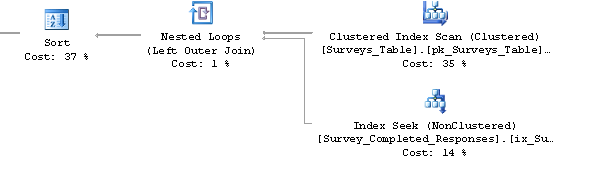 Sort
Cost: 37 %
Nested Loops
(Left Outer Join)
Cost: 1 %
Clustered Index Scan (Clustered)
[Surveys_Table].[pk_Surveys_Table]…
Cost: 35 %
Index Seek (NonClustered)
[Survey_Completed_Responses].[ix_Su…
Cost: 14 %